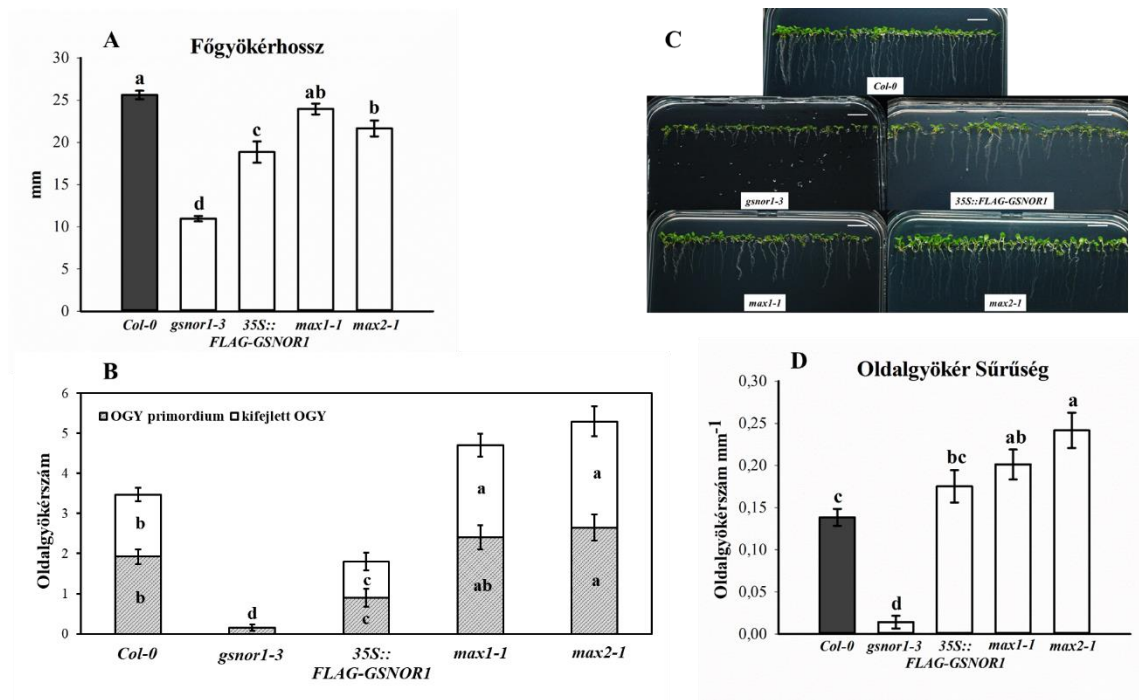 A
Főgyökérhossz
mm
30
25
20
15
10
5
0
a
d
c
ab
b
Col-0
gsnor1-3
35S::
FLAG-GSNOR1
max1-1
max2-1
C
Col-0
gsnor1-3
35S::FLAG-GSNOR1
max1-1
max2-1
B
OGY primordium
kifejlett OGY
Oldalgyökérszám
6
5
4
3
2
1
0
b
b
d
c
c
a
ab
a
a
Col-0
gsnor1-3
35S::
FLAG-GSNOR1
max1-1
max2-1
D
Oldalgyökér Sűrűség
Oldalgyökérszám mm⁻¹
0,30
0,25
0,20
0,15
0,10
0,05
0,00
c
d
bc
ab
a
Col-0
gsnor1-3
35S::
FLAG-GSNOR1
max1-1
max2-1